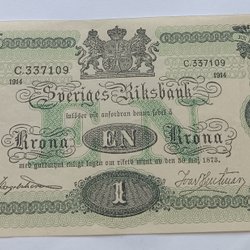 C.337109 C.337109
1914 1914
Sveriges Riksbank
inlöser vid anfordran denna sedel å
Krona EN Krona
med guldmynt enligt lagen om rikets mynt av den 30 maj 1873.
1